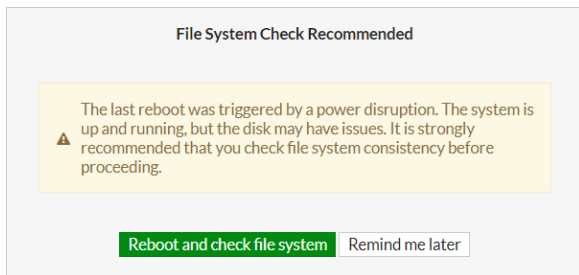 File System Check Recommended
The last reboot was triggered by a power disruption. The system is
up and running, but the disk may have issues. It is strongly
recommended that you check file system consistency before
proceeding.
Reboot and check file system
Remind me later